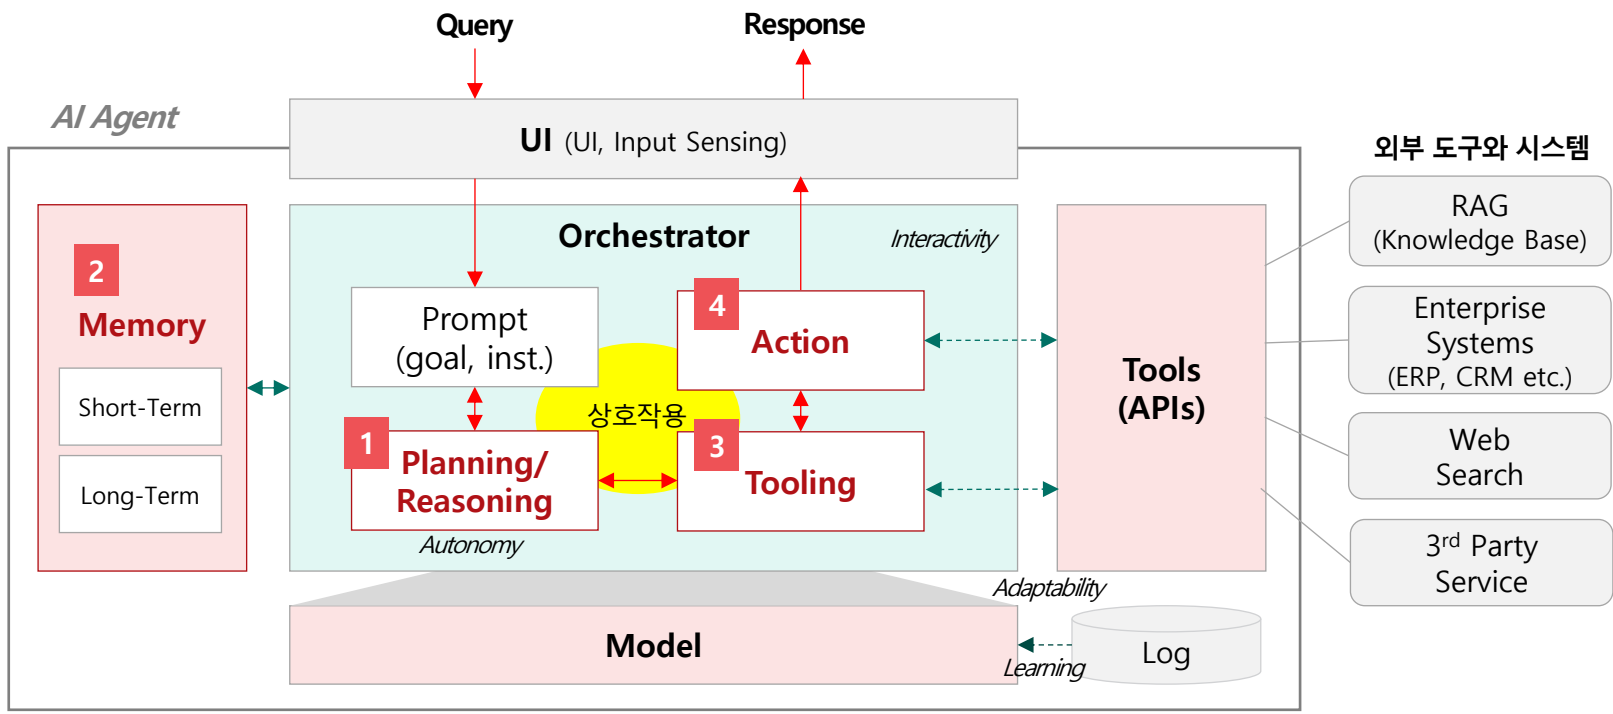 Query
Response
AI Agent
UI (UI, Input Sensing)
외부 도구와 시스템
2
Memory
Short-Term
Long-Term
Orchestrator
Interactivity
Prompt
(goal, inst.)
4
Action
상호작용
1
Planning/
Reasoning
3
Tooling
Autonomy
Tools
(APIs)
RAG
(Knowledge Base)
Enterprise
Systems
(ERP, CRM etc.)
Web
Search
3rd Party
Service
Adaptability
Model
Learning
Log